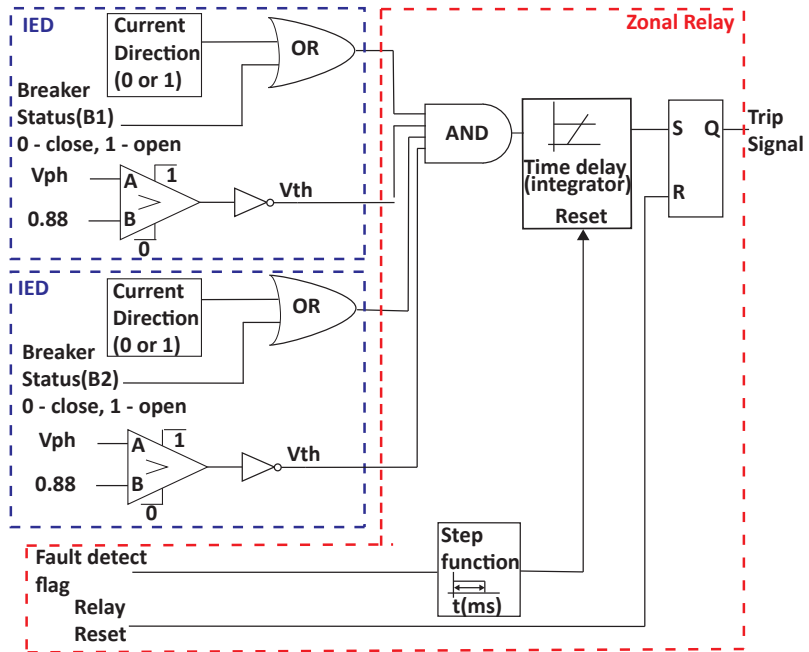 IED
Current
Direction
(0 or 1)
OR
Breaker
Status(B1)
0 - close, 1 - open
Vph
A
1
>
0.88
B
0
Vth
IED
Current
Direction
(0 or 1)
OR
Breaker
Status(B2)
0 - close, 1 - open
Vph
A
1
>
0.88
B
0
Vth
Zonal Relay
AND
Time delay
(integrator)
Reset
S
Q
R
Trip
Signal
Fault detect
flag
Step
function
t(ms)
Relay
Reset